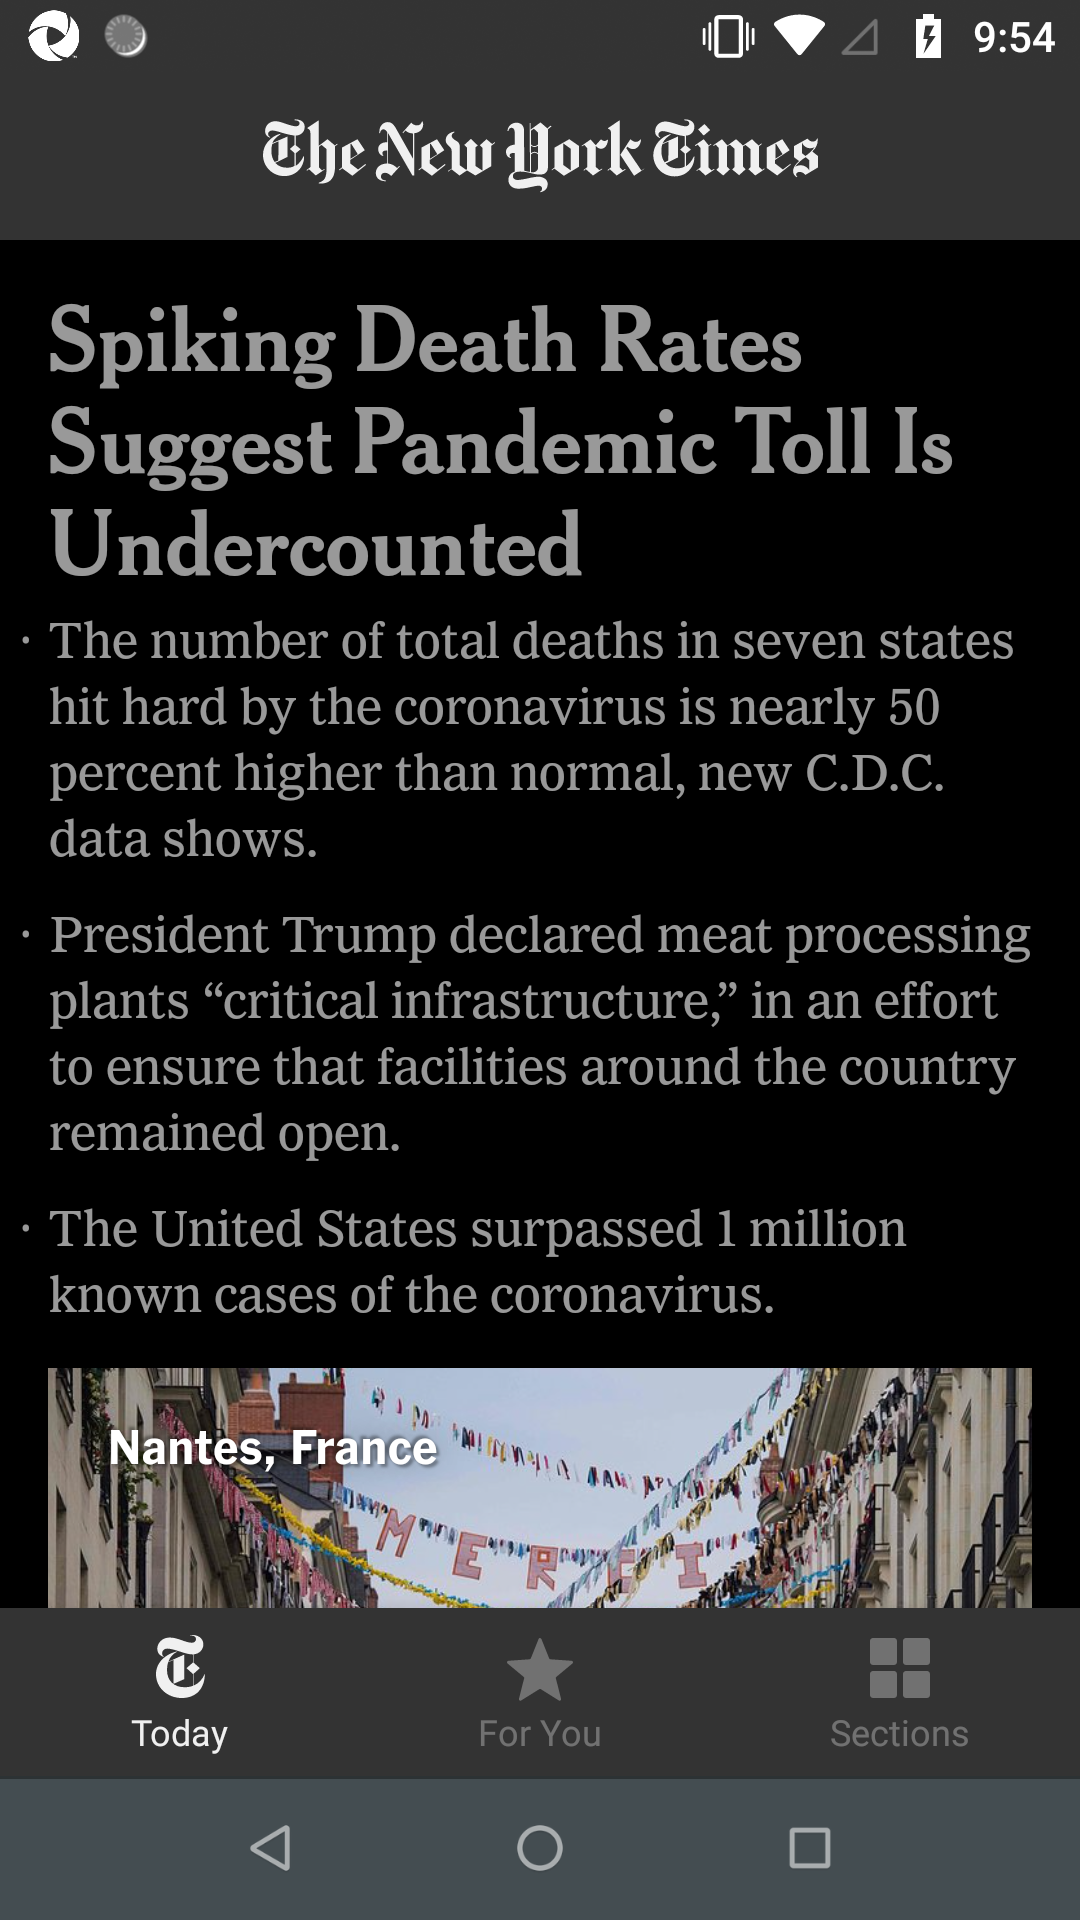 9:54
The New York Times
Spiking Death Rates
Suggest Pandemic Toll Is
Undercounted
· The number of total deaths in seven states
hit hard by the coronavirus is nearly 50
percent higher than normal, new C.D.C.
data shows.
· President Trump declared meat processing
plants “critical infrastructure,” in an effort
to ensure that facilities around the country
remained open.
· The United States surpassed 1 million
known cases of the coronavirus.
Nantes, France
MERCI
Today
For You
Sections